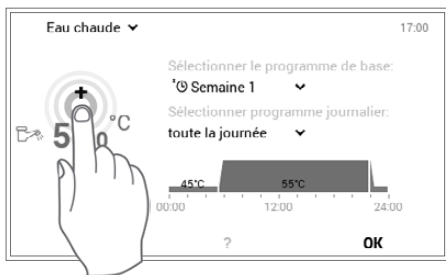 Eau chaude 17:00
Sélectionner le programme de base:
Semaine 1
Sélectionner programme journalier:
°C
toute la journée
45°C 55°C
00:00 12:00 24:00
? OK